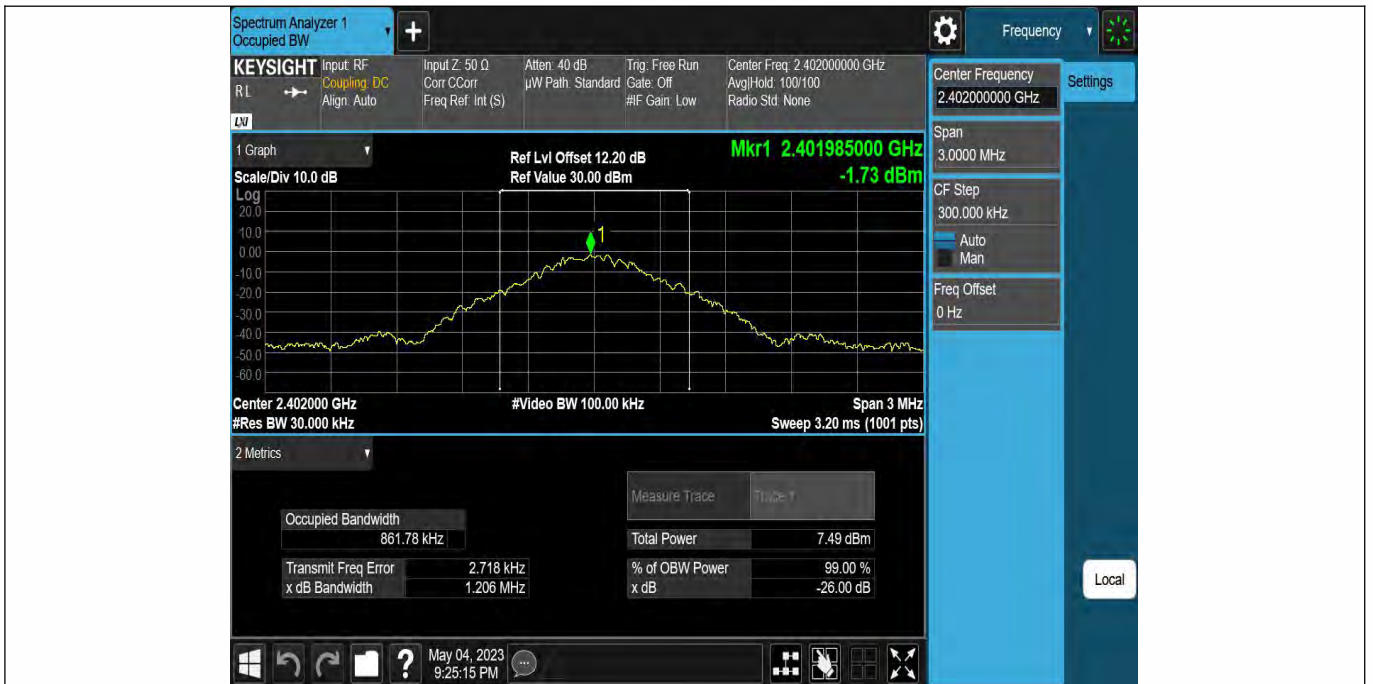 Spectrum Analyzer 1
Occupied BW
+
Frequency
KEYSIGHT
R L
LXI
Input: RF
Coupling: DC
Align: Auto
Input Z: 50 Ω
Corr CCorr
Freq Ref: Int (S)
Atten: 40 dB
µW Path: Standard
Trig: Free Run
Gate: Off
#IF Gain: Low
Center Freq: 2.402000000 GHz
Avg|Hold: 100/100
Radio Std: None
Center Frequency
2.402000000 GHz
Settings
Span
3.0000 MHz
CF Step
300.000 kHz
Auto
Man
Freq Offset
0 Hz
Local
1 Graph
Scale/Div 10.0 dB
Ref Lvl Offset 12.20 dB
Ref Value 30.00 dBm
Mkr1 2.401985000 GHz
-1.73 dBm
Log
20.0
10.0
0.00
-10.0
-20.0
-30.0
-40.0
-50.0
-60.0
1
Center 2.402000 GHz
#Res BW 30.000 kHz
#Video BW 100.00 kHz
Span 3 MHz
Sweep 3.20 ms (1001 pts)
2 Metrics
Measure Trace
Trace 1
Occupied Bandwidth
861.78 kHz
Total Power 7.49 dBm
Transmit Freq Error 2.718 kHz
% of OBW Power 99.00 %
x dB Bandwidth 1.206 MHz
x dB -26.00 dB
?
May 04, 2023
9:25:15 PM